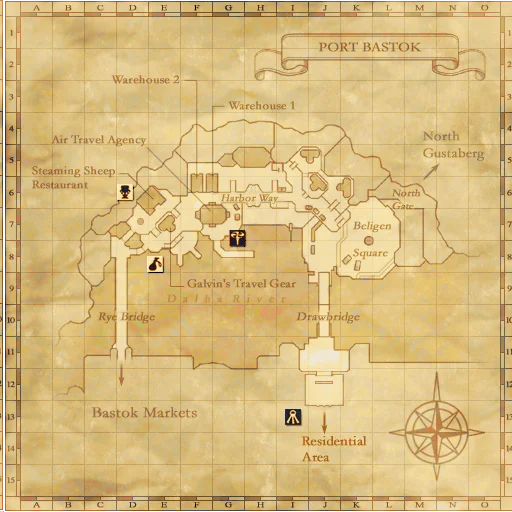 A B C D E F G H I J K L M N O
PORT BASTOK
1
2
3
4
5
6
7
8
9
10
11
12
13
14
15
Warehouse 2
Warehouse 1
Air Travel Agency
North
Gustaberg
Steaming Sheep
Restaurant
Harbor Way
North
Gate
Beligen
Square
Galvin's Travel Gear
Dalba River
Rye Bridge
Drawbridge
Bastok Markets
Residential
Area
A B C D E F G H I J K L M N O